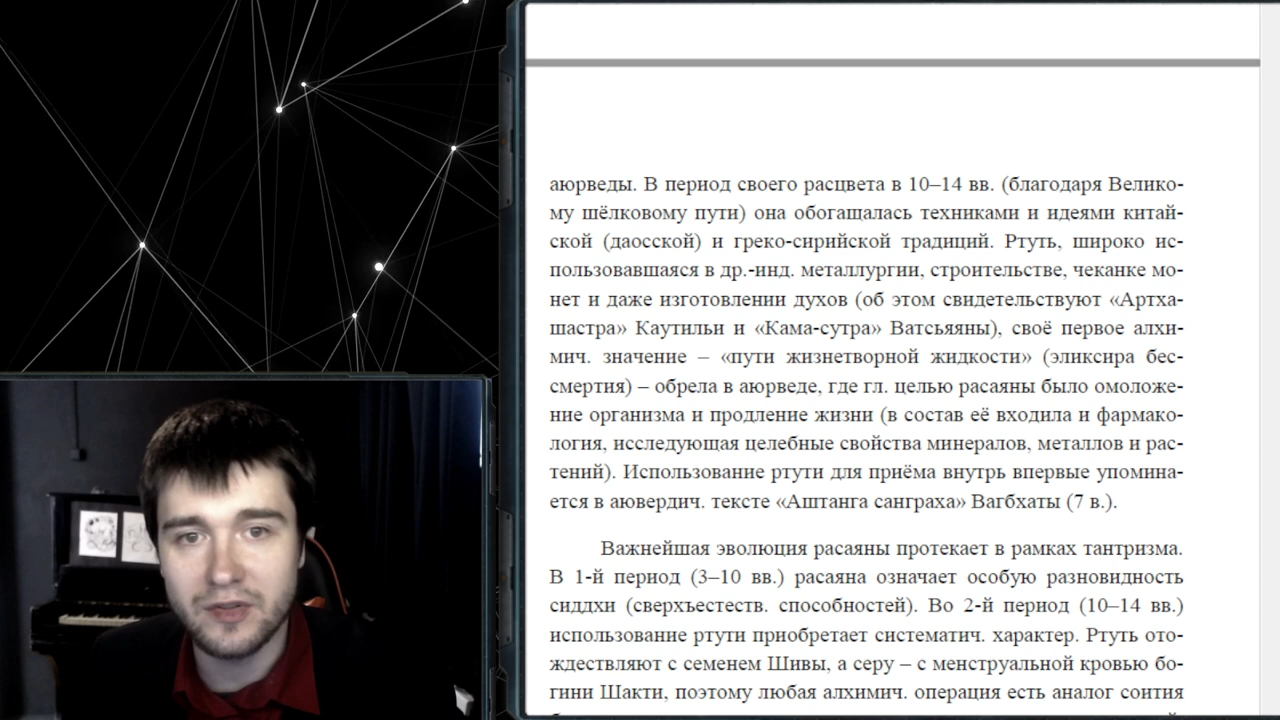 аюрведы. В период своего расцвета в 10–14 вв. (благодаря Велико-
му шёлковому пути) она обогащалась техниками и идеями китай-
ской (даосской) и греко-сирийской традиций. Ртуть, широко ис-
пользовавшаяся в др.-инд. металлургии, строительстве, чеканке мо-
нет и даже изготовлении духов (об этом свидетельствуют «Артха-
шастра» Каутильи и «Кама-сутра» Ватсьяяны), своё первое алхи-
мич. значение – «пути жизнетворной жидкости» (эликсира бес-
смертия) – обрела в аюрведе, где гл. целью расаяны было омоложе-
ние организма и продление жизни (в состав её входила и фармако-
логия, исследующая целебные свойства минералов, металлов и рас-
тений). Использование ртути для приёма внутрь впервые упомина-
ется в аювердич. тексте «Аштанга санграха» Вагбхаты (7 в.).
Важнейшая эволюция расаяны протекает в рамках тантризма.
В 1-й период (3–10 вв.) расаяна означает особую разновидность
сиддхи (сверхъестеств. способностей). Во 2-й период (10–14 вв.)
использование ртути приобретает систематич. характер. Ртуть ото-
ждествляют с семенем Шивы, а серу – с менструальной кровью бо-
гини Шакти, поэтому любая алхимич. операция есть аналог соития